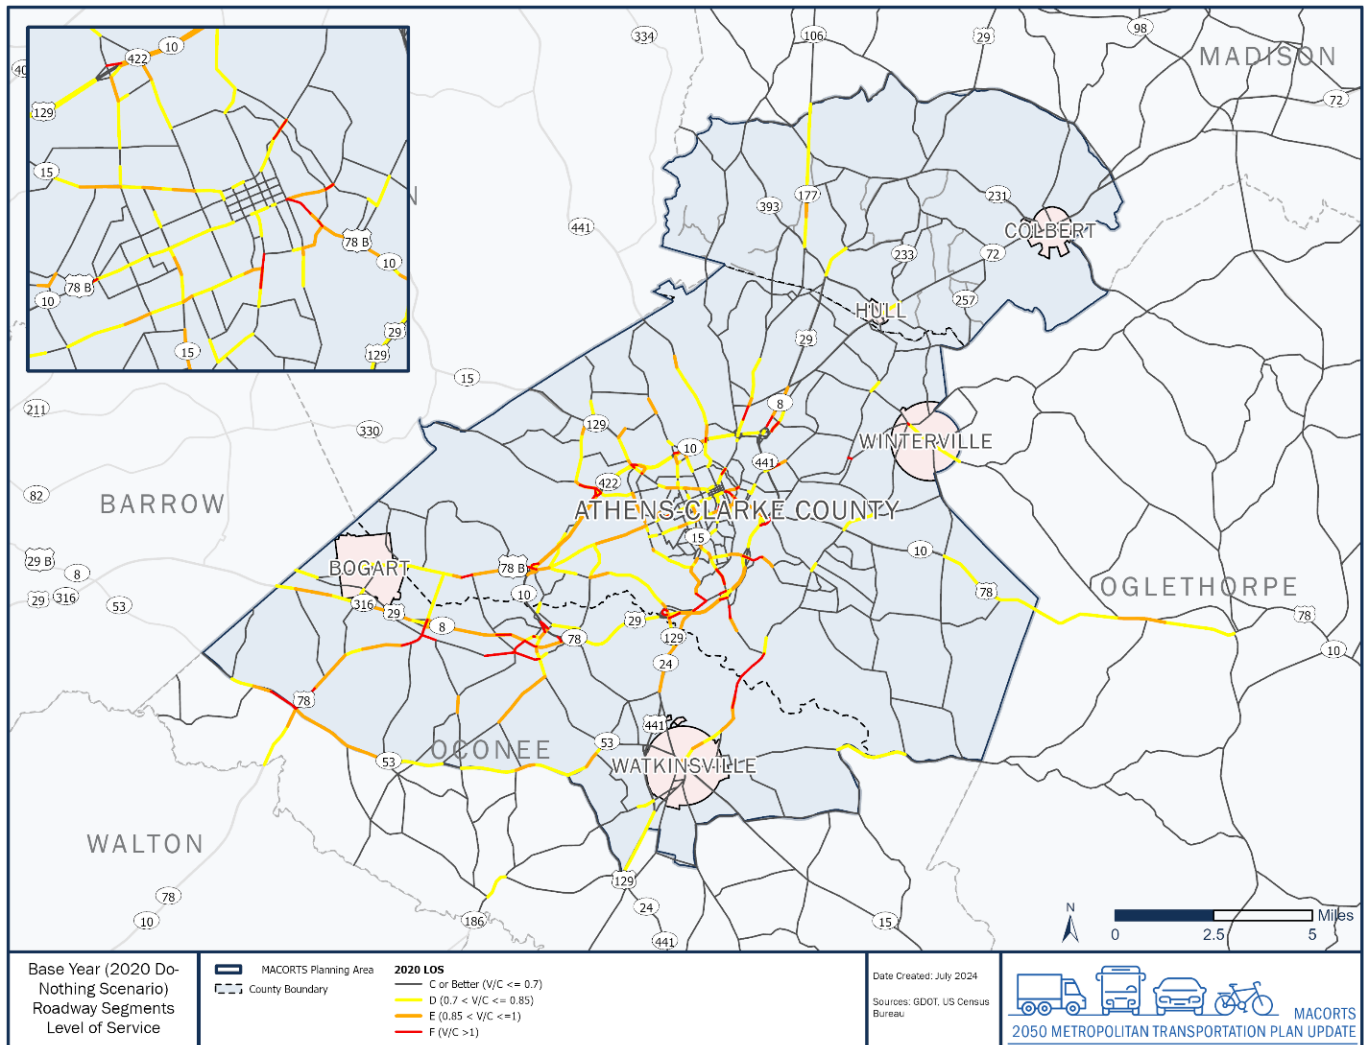 40
10
422
129
15
78 B
10
78 B
10
15
29
129
N
334
106
29
98
MADISON
72
441
177
393
231
COLBERT
233
72
257
HULL
29
15
211
330
8
129
10
WINTERVILLE
441
422
82
BARROW
ATHENS-CLARKE COUNTY
15
10
29 B
8
BOGART
78 B
OGLETHORPE
78
29
316
53
316
29
10
8
29
78
129
78
10
24
78
441
OCONEE
53
53
WATKINSVILLE
WALTON
129
78
10
24
186
441
15
N
Miles
0
2.5
5
Base Year (2020 Do-
Nothing Scenario)
Roadway Segments
Level of Service
MACORTS Planning Area
County Boundary
2020 LOS
C or Better (V/C <= 0.7)
D (0.7 < V/C <= 0.85)
E (0.85 < V/C <=1)
F (V/C >1)
Date Created: July 2024
Sources: GDOT, US Census
Bureau
MACORTS
2050 METROPOLITAN TRANSPORTATION PLAN UPDATE